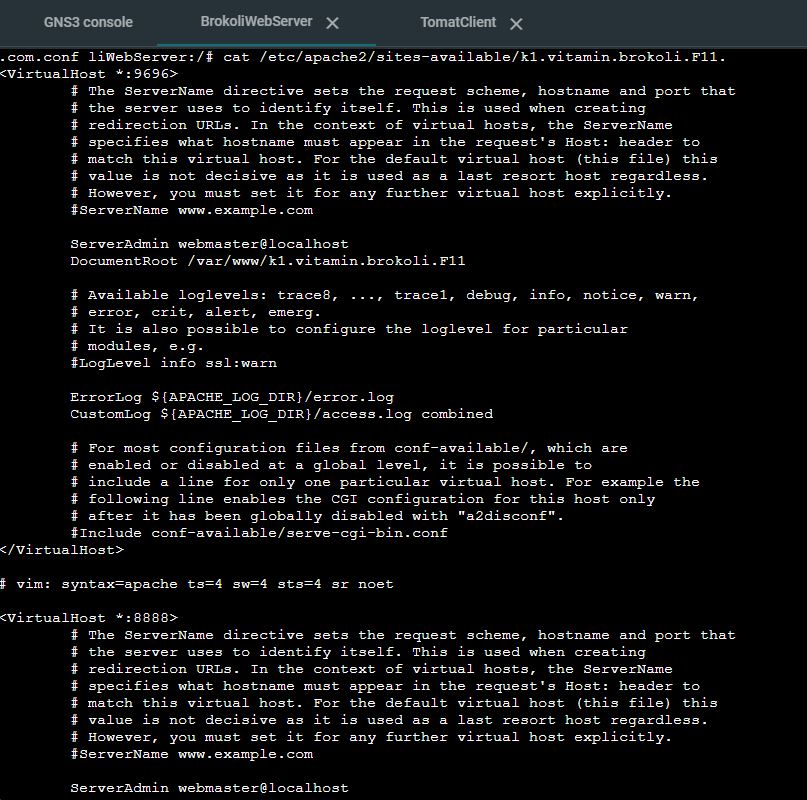 GNS3 console BrokoliWebServer TomatClient
.com.conf liWebServer:/# cat /etc/apache2/sites-available/k1.vitamin.brokoli.F11.
<VirtualHost *:9696>
# The ServerName directive sets the request scheme, hostname and port that
# the server uses to identify itself. This is used when creating
# redirection URLs. In the context of virtual hosts, the ServerName
# specifies what hostname must appear in the request's Host: header to
# match this virtual host. For the default virtual host (this file) this
# value is not decisive as it is used as a last resort host regardless.
# However, you must set it for any further virtual host explicitly.
#ServerName www.example.com
ServerAdmin webmaster@localhost
DocumentRoot /var/www/k1.vitamin.brokoli.F11
# Available loglevels: trace8, ..., trace1, debug, info, notice, warn,
# error, crit, alert, emerg.
# It is also possible to configure the loglevel for particular
# modules, e.g.
#LogLevel info ssl:warn
ErrorLog ${APACHE_LOG_DIR}/error.log
CustomLog ${APACHE_LOG_DIR}/access.log combined
# For most configuration files from conf-available/, which are
# enabled or disabled at a global level, it is possible to
# include a line for only one particular virtual host. For example the
# following line enables the CGI configuration for this host only
# after it has been globally disabled with "a2disconf".
#Include conf-available/serve-cgi-bin.conf
</VirtualHost>
# vim: syntax=apache ts=4 sw=4 sts=4 sr noet
<VirtualHost *:8888>
# The ServerName directive sets the request scheme, hostname and port that
# the server uses to identify itself. This is used when creating
# redirection URLs. In the context of virtual hosts, the ServerName
# specifies what hostname must appear in the request's Host: header to
# match this virtual host. For the default virtual host (this file) this
# value is not decisive as it is used as a last resort host regardless.
# However, you must set it for any further virtual host explicitly.
#ServerName www.example.com
ServerAdmin webmaster@localhost